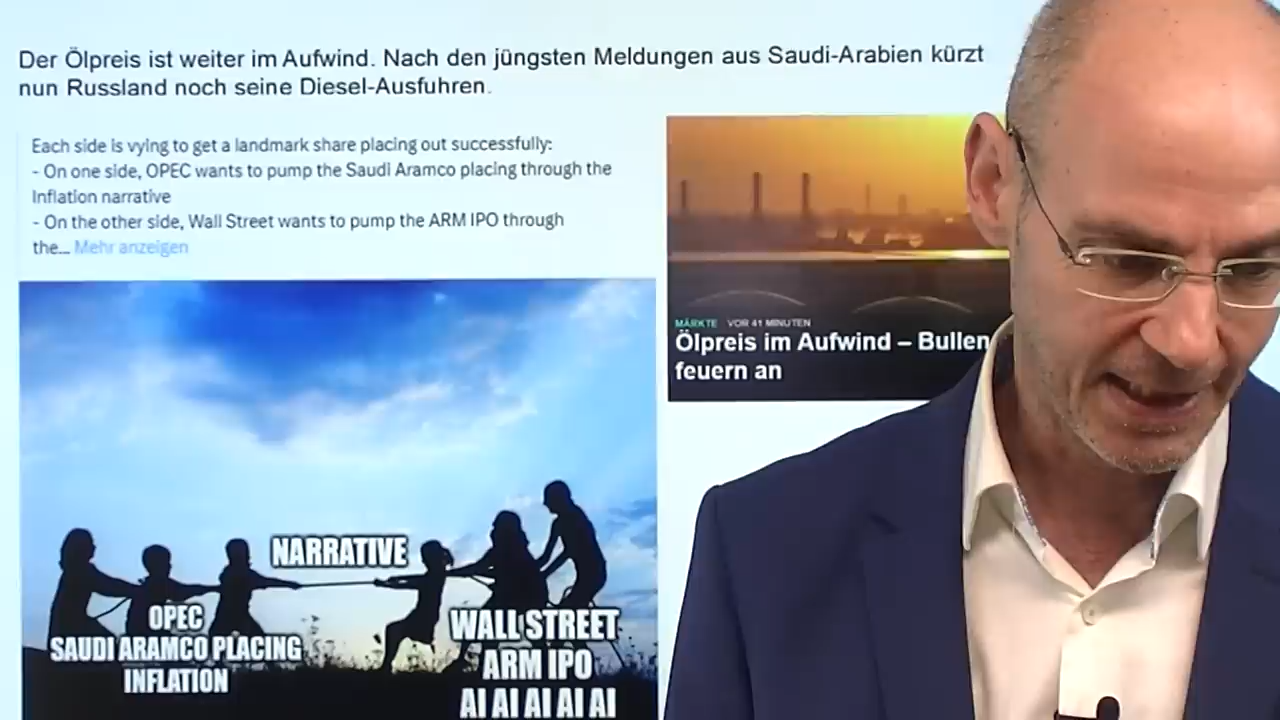 Der Ölpreis ist weiter im Aufwind. Nach den jüngsten Meldungen aus Saudi-Arabien kürzt
nun Russland noch seine Diesel-Ausfuhren.
Each side is vying to get a landmark share placing out successfully:
- On one side, OPEC wants to pump the Saudi Aramco placing through the
Inflation narrative
- On the other side, Wall Street wants to pump the ARM IPO through
the... Mehr anzeigen
MÄRKTE VOR 41 MINUTEN
Ölpreis im Aufwind – Bullen
feuern an
NARRATIVE
OPEC
SAUDI ARAMCO PLACING
INFLATION
WALL STREET
ARM IPO
AI AI AI AI AI